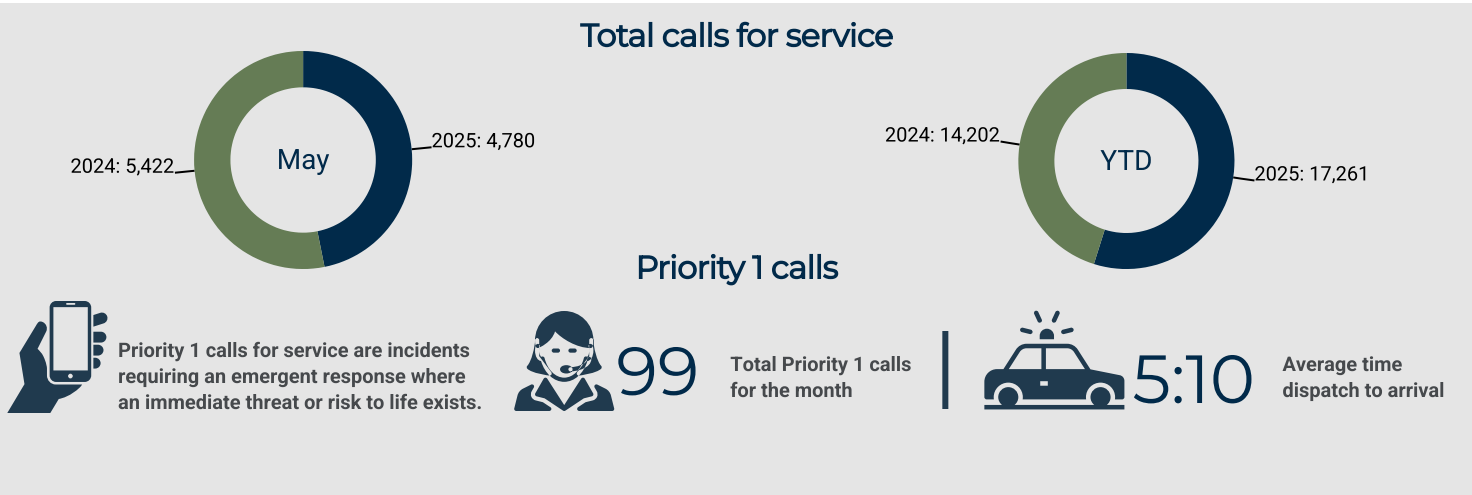 Total calls for service
2024: 5,422
May
2025: 4,780
2024: 14,202
YTD
2025: 17,261
Priority 1 calls
Priority 1 calls for service are incidents
requiring an emergent response where
an immediate threat or risk to life exists.
99
Total Priority 1 calls
for the month
5:10
Average time
dispatch to arrival